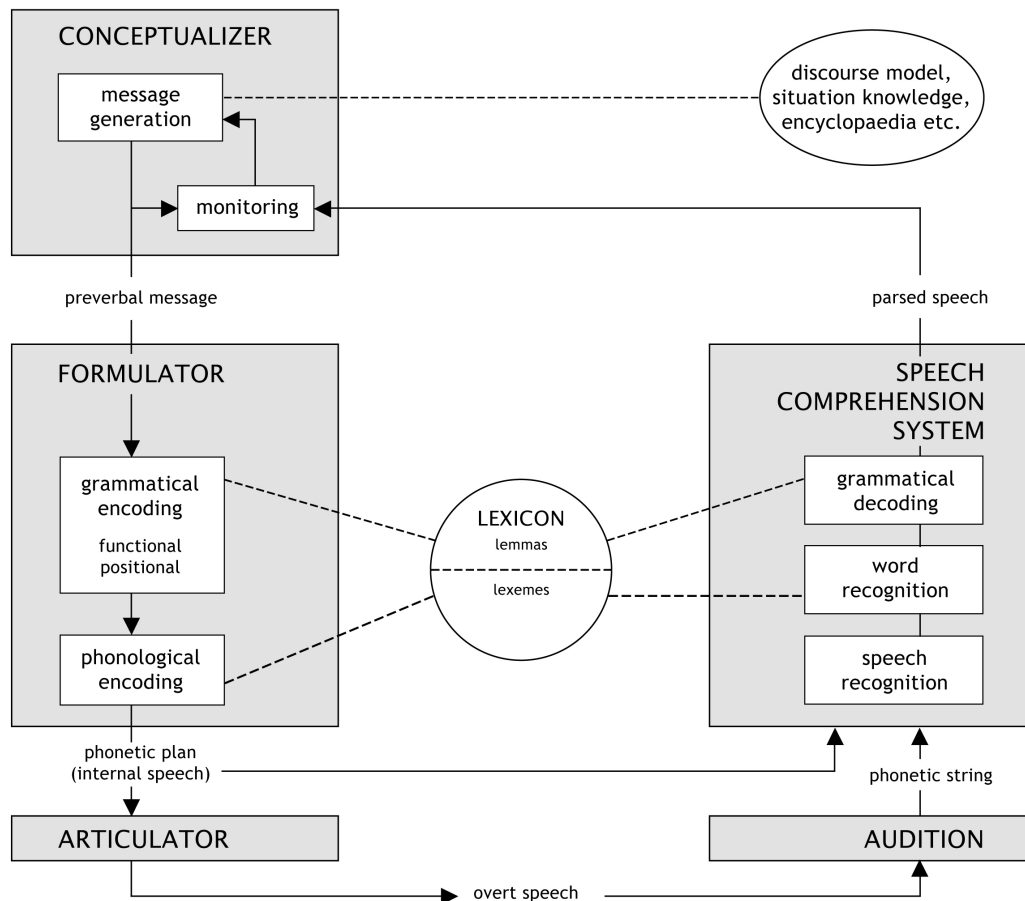 CONCEPTUALIZER
message
generation
monitoring
discourse model,
situation knowledge,
encyclopaedia etc.
preverbal message
parsed speech
FORMULATOR
grammatical
encoding
functional
positional
phonological
encoding
LEXICON
lemmas
lexemes
SPEECH
COMPREHENSION
SYSTEM
grammatical
decoding
word
recognition
speech
recognition
phonetic plan
(internal speech)
phonetic string
ARTICULATOR
AUDITION
overt speech